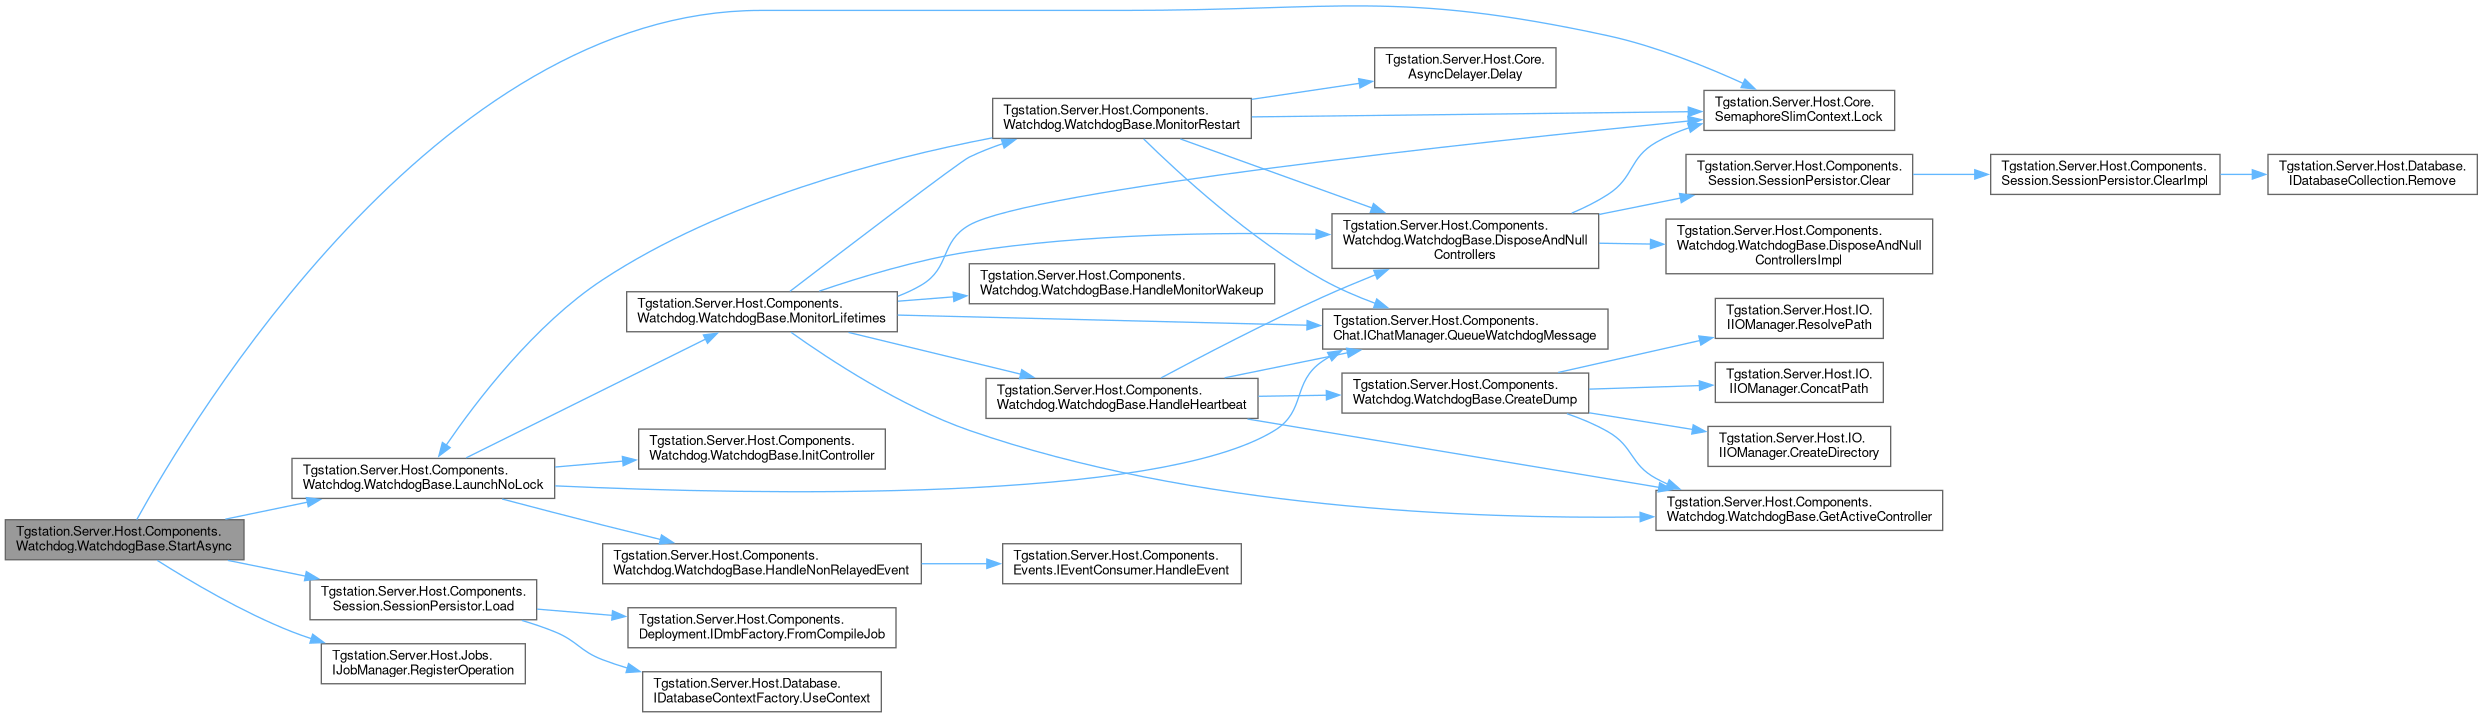 Tgstation.Server.Host.Components.
Watchdog.WatchdogBase.StartAsync
Tgstation.Server.Host.Components.
Watchdog.WatchdogBase.LaunchNoLock
Tgstation.Server.Host.Components.
Session.SessionPersistor.Load
Tgstation.Server.Host.Jobs.
IJobManager.RegisterOperation
Tgstation.Server.Host.Components.
Watchdog.WatchdogBase.MonitorLifetimes
Tgstation.Server.Host.Components.
Watchdog.WatchdogBase.InitController
Tgstation.Server.Host.Components.
Watchdog.WatchdogBase.HandleNonRelayedEvent
Tgstation.Server.Host.Components.
Deployment.IDmbFactory.FromCompileJob
Tgstation.Server.Host.Database.
IDatabaseContextFactory.UseContext
Tgstation.Server.Host.Components.
Watchdog.WatchdogBase.MonitorRestart
Tgstation.Server.Host.Components.
Watchdog.WatchdogBase.HandleMonitorWakeup
Tgstation.Server.Host.Components.
Watchdog.WatchdogBase.HandleHeartbeat
Tgstation.Server.Host.Components.
Events.IEventConsumer.HandleEvent
Tgstation.Server.Host.Core.
AsyncDelayer.Delay
Tgstation.Server.Host.Components.
Watchdog.WatchdogBase.DisposeAndNull
Controllers
Tgstation.Server.Host.Components.
Chat.IChatManager.QueueWatchdogMessage
Tgstation.Server.Host.Components.
Watchdog.WatchdogBase.CreateDump
Tgstation.Server.Host.Core.
SemaphoreSlimContext.Lock
Tgstation.Server.Host.Components.
Session.SessionPersistor.Clear
Tgstation.Server.Host.Components.
Watchdog.WatchdogBase.DisposeAndNull
ControllersImpl
Tgstation.Server.Host.IO.
IIOManager.ResolvePath
Tgstation.Server.Host.IO.
IIOManager.ConcatPath
Tgstation.Server.Host.IO.
IIOManager.CreateDirectory
Tgstation.Server.Host.Components.
Watchdog.WatchdogBase.GetActiveController
Tgstation.Server.Host.Components.
Session.SessionPersistor.ClearImpl
Tgstation.Server.Host.Database.
IDatabaseCollection.Remove